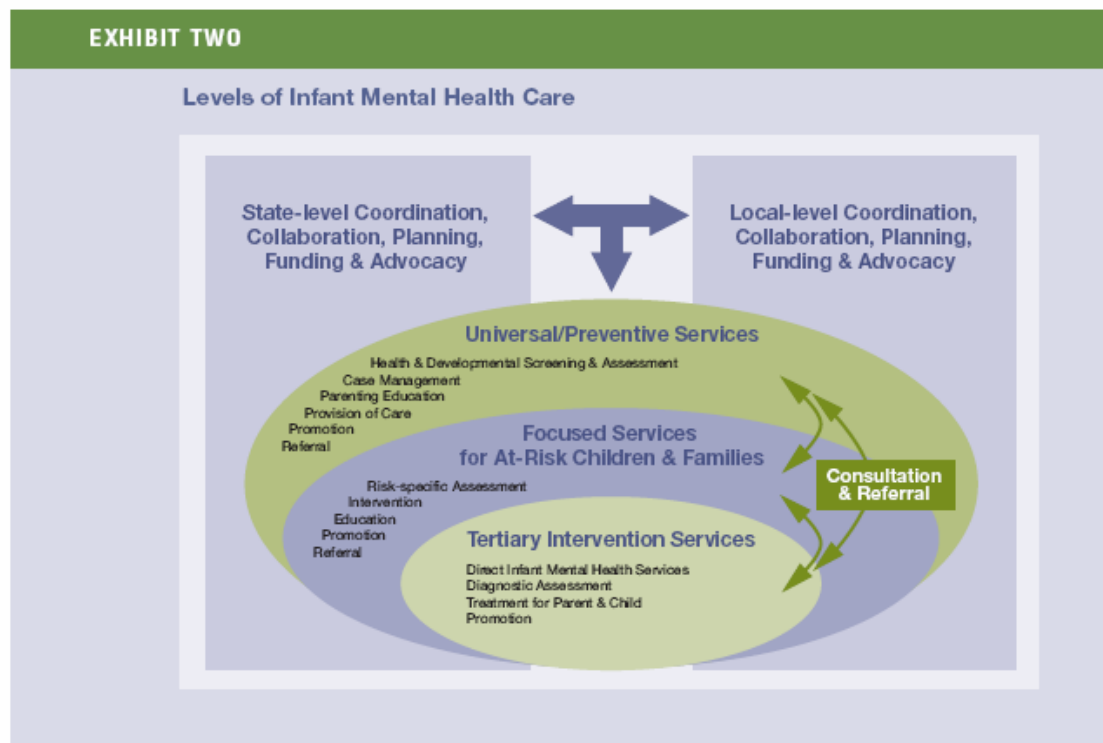 EXHIBIT TWO
Levels of Infant Mental Health Care
State-level Coordination,
Collaboration, Planning,
Funding & Advocacy
Local-level Coordination,
Collaboration, Planning,
Funding & Advocacy
Universal/Preventive Services
Health & Developmental Screening & Assessment
Case Management
Parenting Education
Provision of Care
Promotion
Referral
Focused Services
for At-Risk Children & Families
Risk-specific Assessment
Intervention
Education
Promotion
Referral
Consultation
& Referral
Tertiary Intervention Services
Direct Infant Mental Health Services
Diagnostic Assessment
Treatment for Parent & Child
Promotion